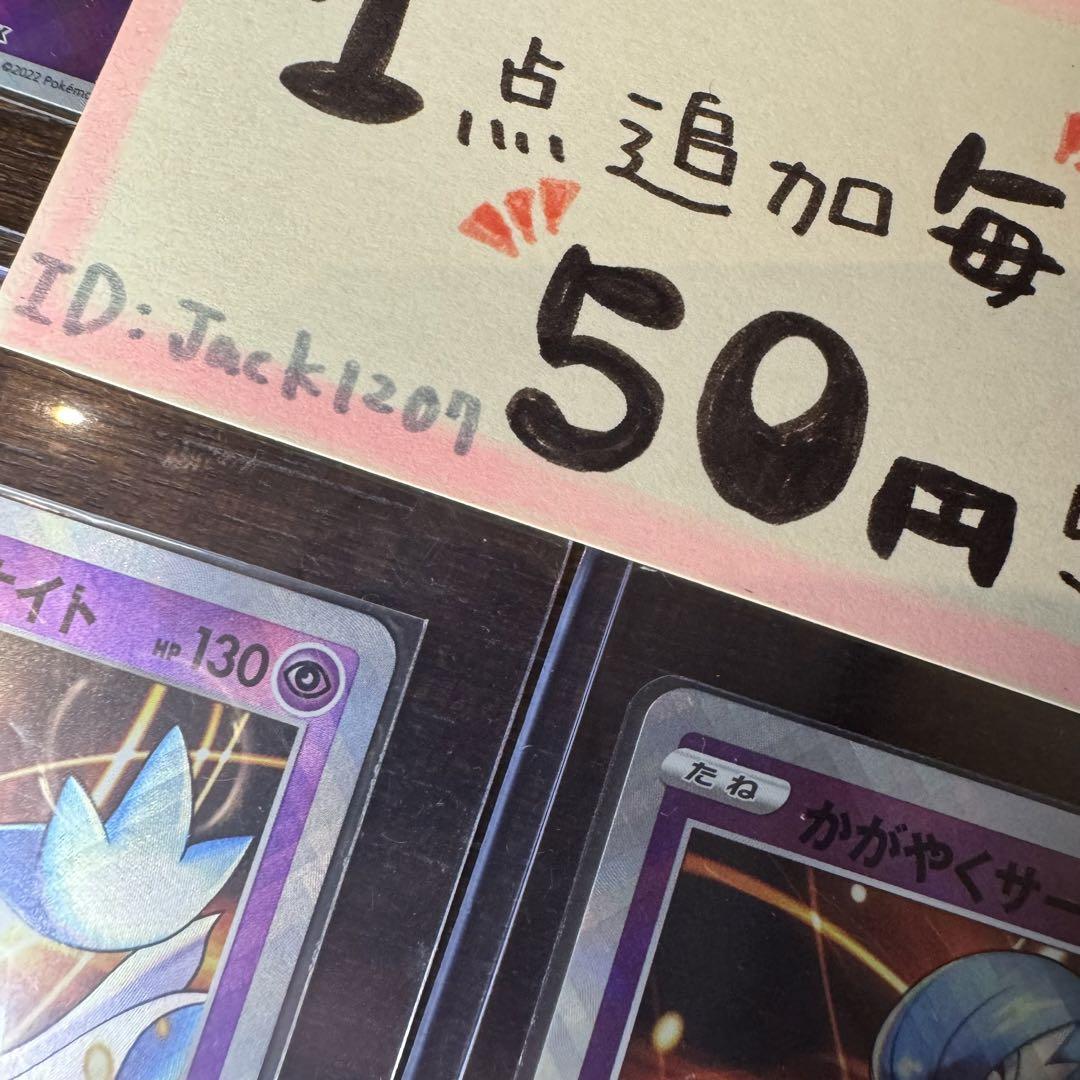 ©2022 Pokém
1点追加毎
50円
ID:Jack1207
ナイト HP 130
たね かがやくサー